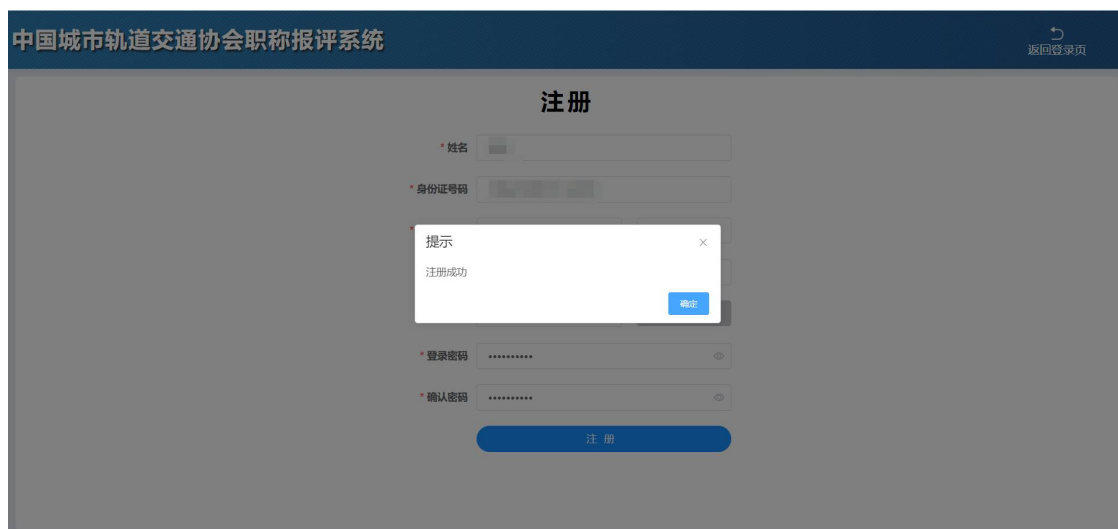 中国城市轨道交通协会职称报评系统
返回登录页
注册
* 姓名
* 身份证号码
*
提示
注册成功
确定
* 登录密码 ••••••••••
* 确认密码 ••••••••••
注 册